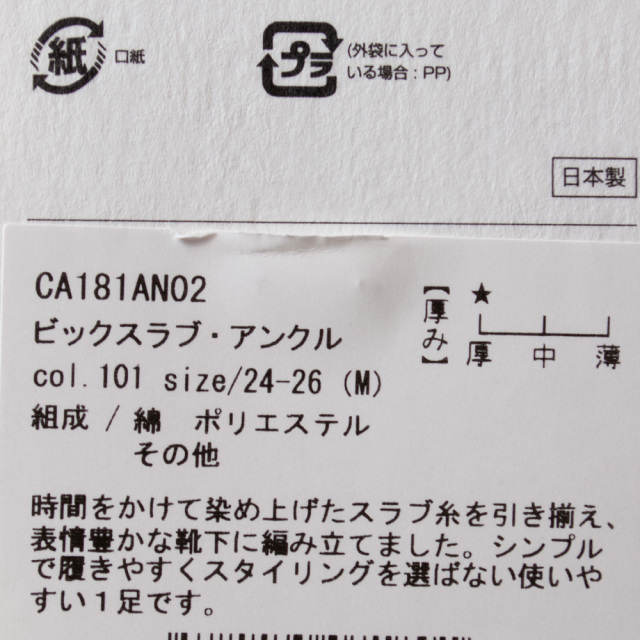 紙 口紙
プラ (外袋に入って
いる場合:PP)
日本製
CA181AN02
ビックスラブ・アンクル
col.101 size/24-26 (M)
組成 / 綿 ポリエステル
その他
【厚み】
★
厚 中 薄
時間をかけて染め上げたスラブ糸を引き揃え、
表情豊かな靴下に編み立てました。シンプル
で履きやすくスタイリングを選ばない使いや
すい1足です。